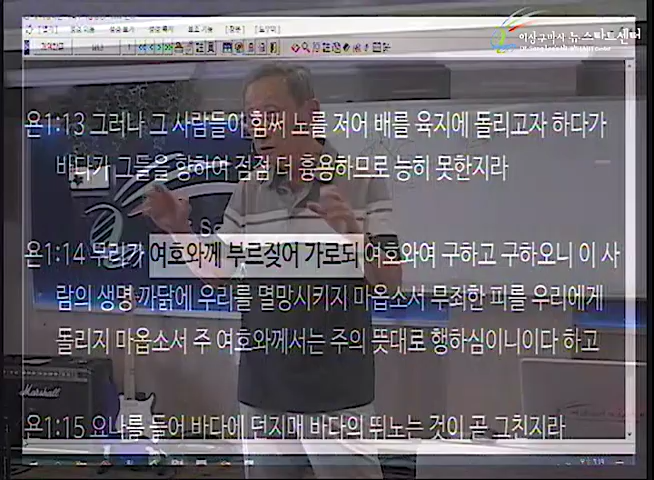 이상구박사 뉴스타트센터
욘1:13 그러나 그 사람들이 힘써 노를 저어 배를 육지에 돌리고자 하다가
바다가 그들을 향하여 점점 더 흉용하므로 능히 못한지라
욘1:14 무리가 여호와께 부르짖어 가로되 여호와여 구하고 구하오니 이 사
람의 생명 까닭에 우리를 멸망시키지 마옵소서 무죄한 피를 우리에게
돌리지 마옵소서 주 여호와께서는 주의 뜻대로 행하심이니이다 하고
Marshall
욘1:15 요나를 들어 바다에 던지매 바다의 뛰노는 것이 곧 그친지라